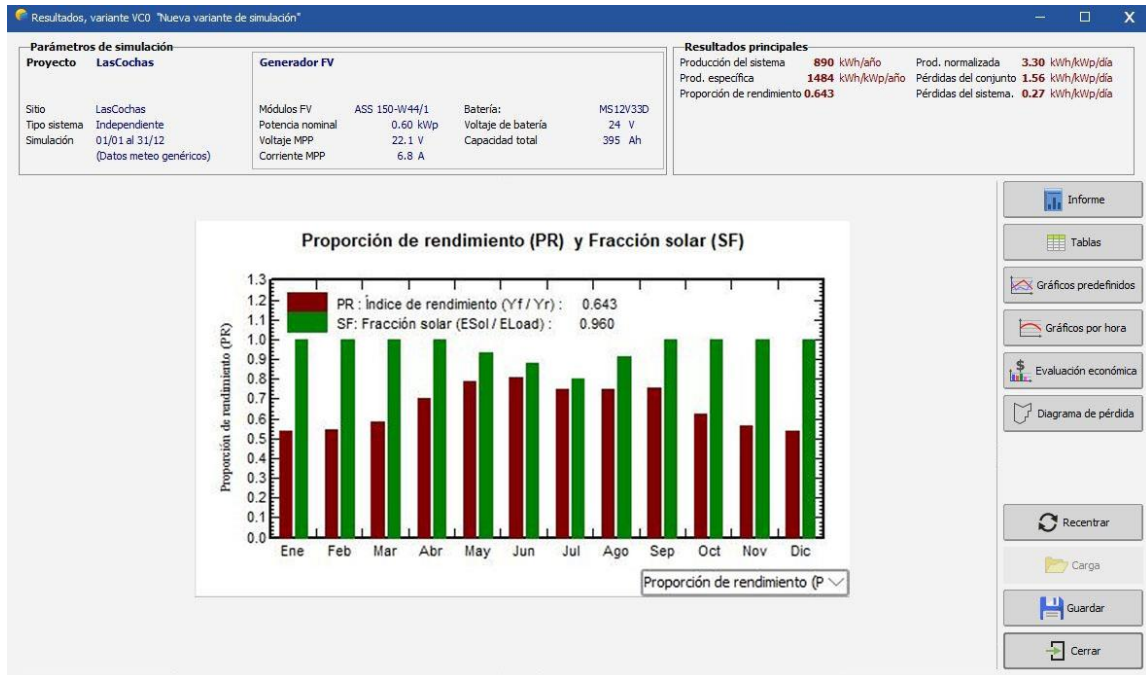 Resultados, variante VC0 "Nueva variante de simulación"
Parámetros de simulación
Proyecto LasCochas
Sitio LasCochas
Tipo sistema Independiente
Simulación 01/01 al 31/12
(Datos meteo genéricos)
Generador FV
Módulos FV ASS 150-W44/1 Batería: MS12V33D
Potencia nominal 0.60 kWp Voltaje de batería 24 V
Voltaje MPP 22.1 V Capacidad total 395 Ah
Corriente MPP 6.8 A
Resultados principales
Producción del sistema 890 kWh/año Prod. normalizada 3.30 kWh/kWp/día
Prod. específica 1484 kWh/kWp/año Pérdidas del conjunto 1.56 kWh/kWp/día
Proporción de rendimiento 0.643 Pérdidas del sistema. 0.27 kWh/kWp/día
Proporción de rendimiento (PR) y Fracción solar (SF)
PR : Índice de rendimiento (Yf / Yr) : 0.643
SF: Fracción solar (ESol / ELoad) : 0.960
Proporción de rendimiento (PR)
1.3
1.2
1.1
1.0
0.9
0.8
0.7
0.6
0.5
0.4
0.3
0.2
0.1
0.0
Ene Feb Mar Abr May Jun Jul Ago Sep Oct Nov Dic
Proporción de rendimiento (P
Informe
Tablas
Gráficos predefinidos
Gráficos por hora
Evaluación económica
Diagrama de pérdida
Recentrar
Carga
Guardar
Cerrar